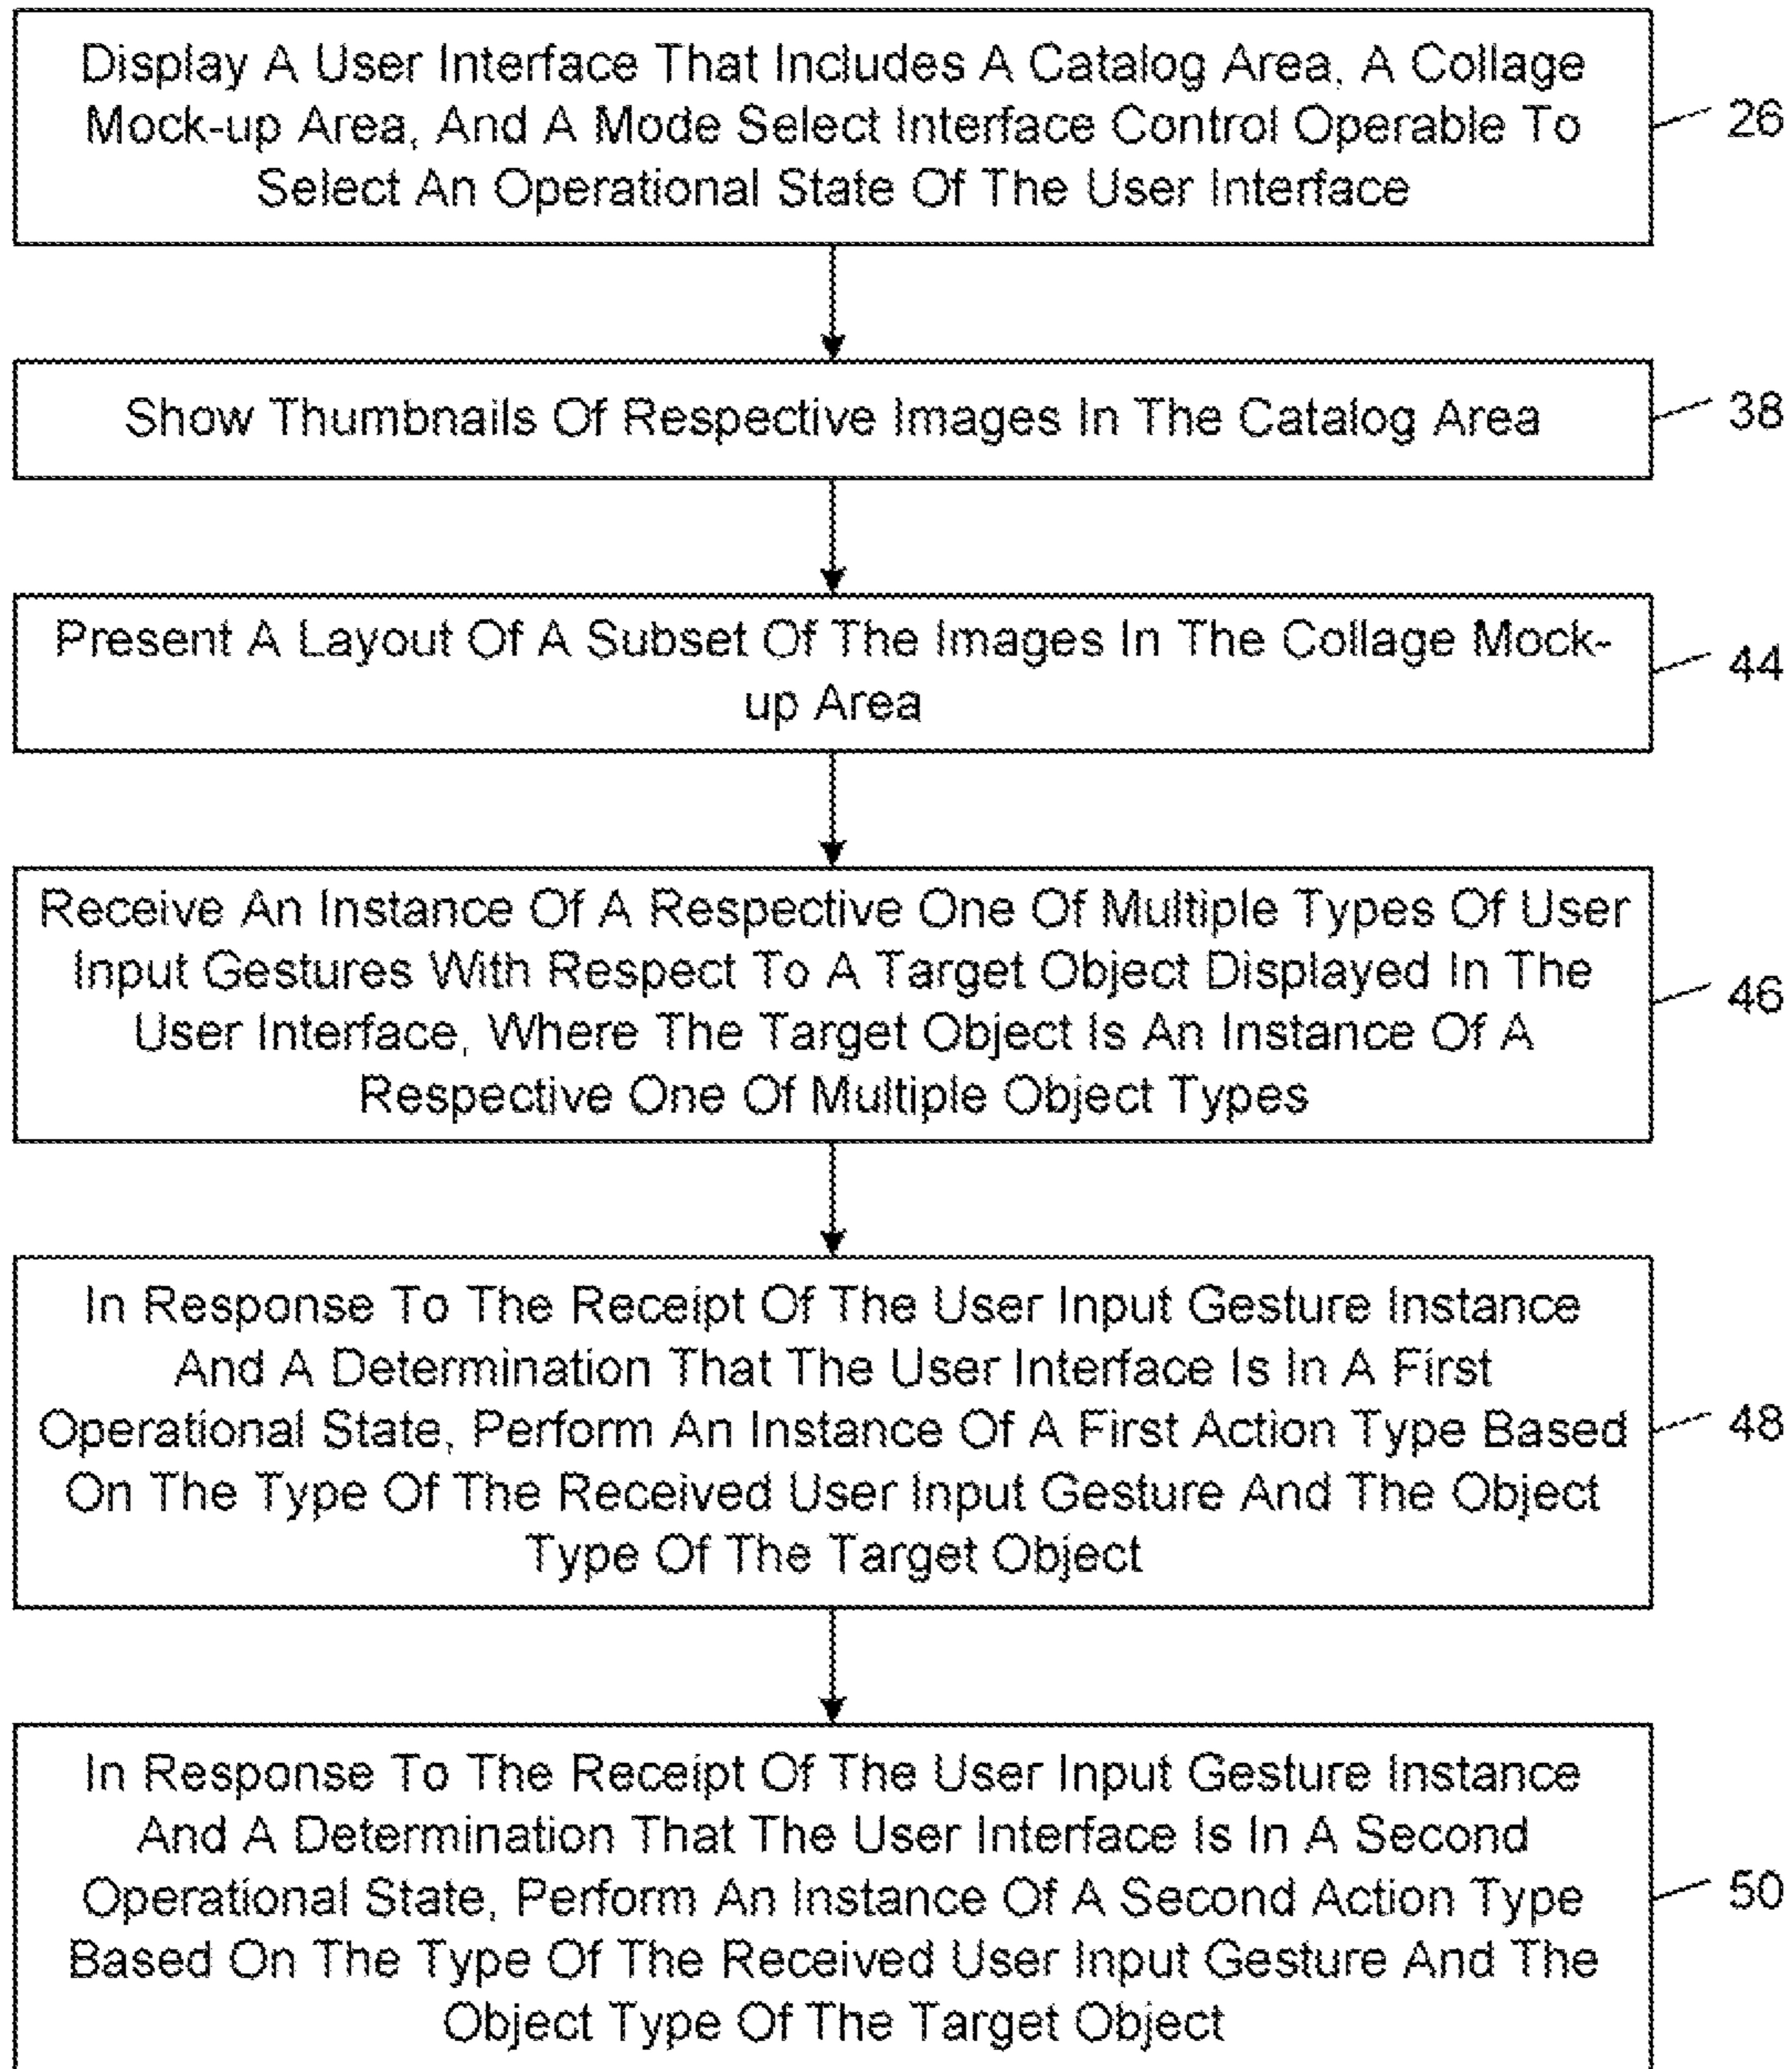 Display A User Interface That Includes A Catalog Area, A Collage
Mock-up Area, And A Mode Select Interface Control Operable To
Select An Operational State Of The User Interface
26
Show Thumbnails Of Respective Images In The Catalog Area
38
Present A Layout Of A Subset Of The Images In The Collage Mock-
up Area
44
Receive An Instance Of A Respective One Of Multiple Types Of User
Input Gestures With Respect To A Target Object Displayed In The
User Interface, Where The Target Object Is An Instance Of A
Respective One Of Multiple Object Types
46
In Response To The Receipt Of The User Input Gesture Instance
And A Determination That The User Interface Is In A First
Operational State, Perform An Instance Of A First Action Type Based
On The Type Of The Received User Input Gesture And The Object
Type Of The Target Object
48
In Response To The Receipt Of The User Input Gesture Instance
And A Determination That The User Interface Is In A Second
Operational State, Perform An Instance Of A Second Action Type
Based On The Type Of The Received User Input Gesture And The
Object Type Of The Target Object
50